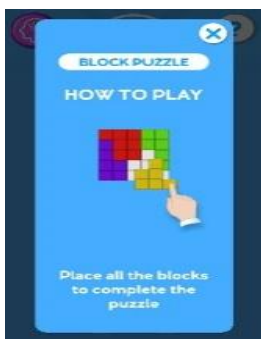 BLOCK PUZZLE
HOW TO PLAY
Place all the blocks
to complete the
puzzle